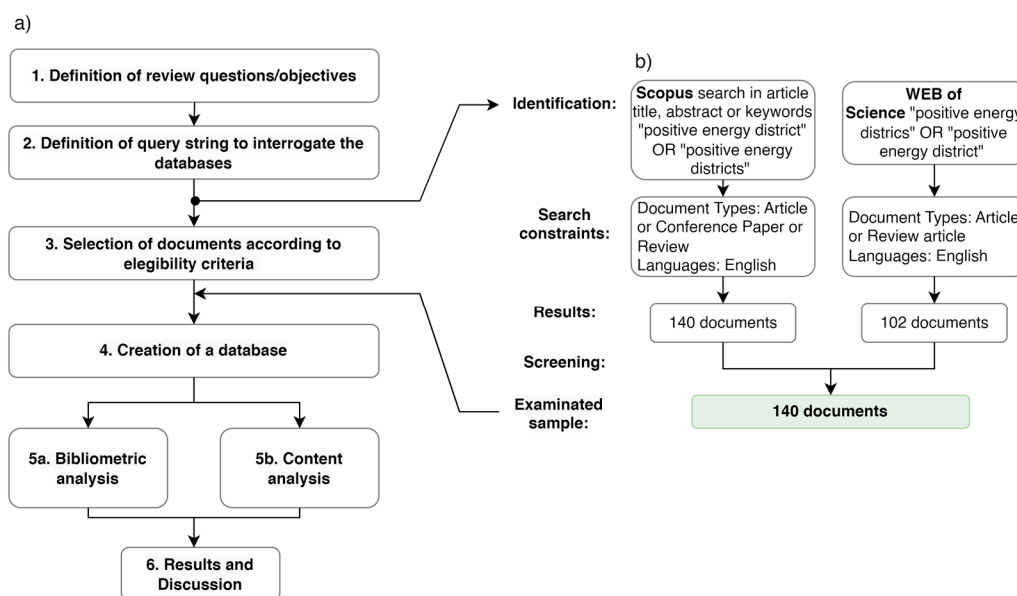 a)
1. Definition of review questions/objectives
2. Definition of query string to interrogate the
databases
3. Selection of documents according to
elegibility criteria
4. Creation of a database
5a. Bibliometric
analysis
5b. Content
analysis
6. Results and
Discussion
b)
Identification:
Scopus search in article
title, abstract or keywords
"positive energy district"
OR "positive energy
districts"
WEB of
Science "positive energy
districs" OR "positive
energy district"
Search
constraints:
Document Types: Article
or Conference Paper or
Review
Languages: English
Document Types: Article
or Review article
Languages: English
Results:
140 documents
102 documents
Screening:
Examinated
sample:
140 documents